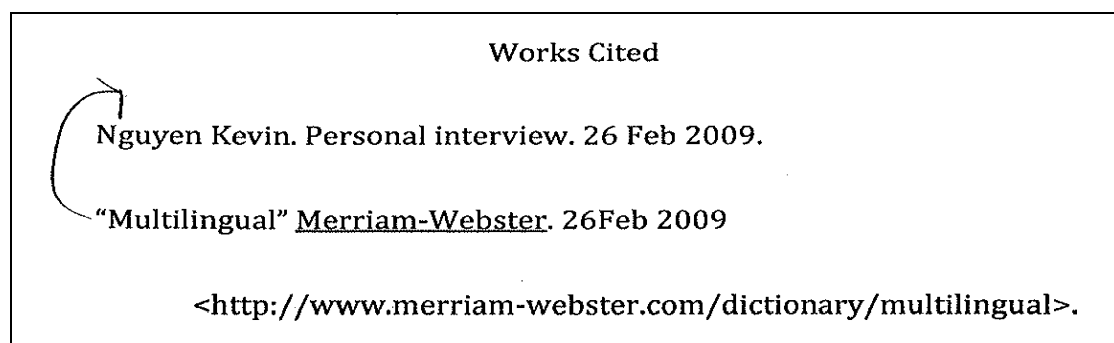 Works Cited
Nguyen Kevin. Personal interview. 26 Feb 2009.
“Multilingual” Merriam-Webster. 26Feb 2009
<http://www.merriam-webster.com/dictionary/multilingual>.